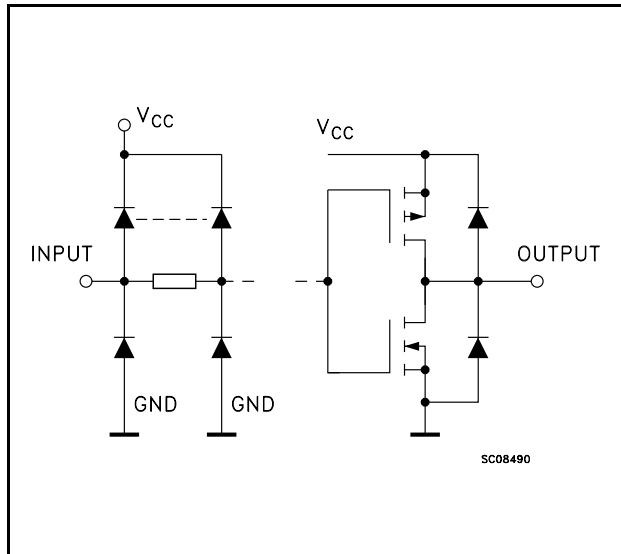 VCC
VCC
INPUT
OUTPUT
GND
GND
SC08490